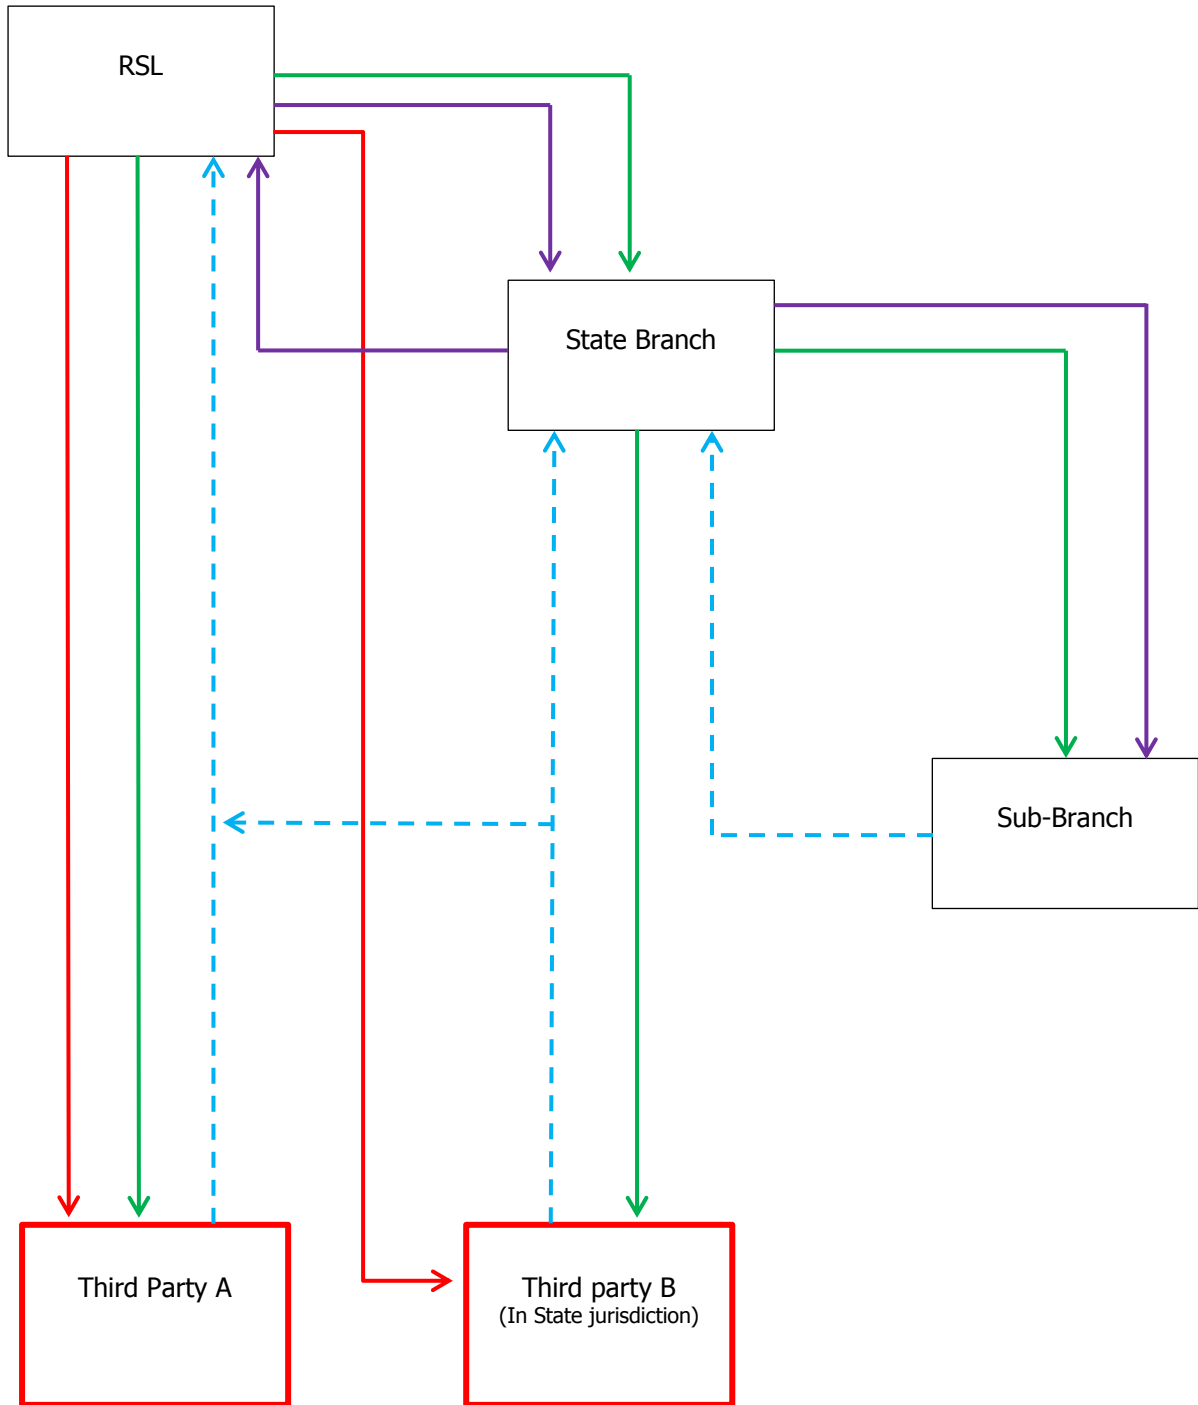 RSL
State Branch
Sub-Branch
Third Party A
Third party B
(In State jurisdiction)